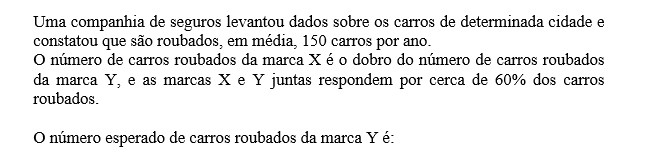 Uma companhia de seguros levantou dados sobre os carros de determinada cidade e
constatou que são roubados, em média, 150 carros por ano.
O número de carros roubados da marca X é o dobro do número de carros roubados
da marca Y, e as marcas X e Y juntas respondem por cerca de 60% dos carros
roubados.
O número esperado de carros roubados da marca Y é: